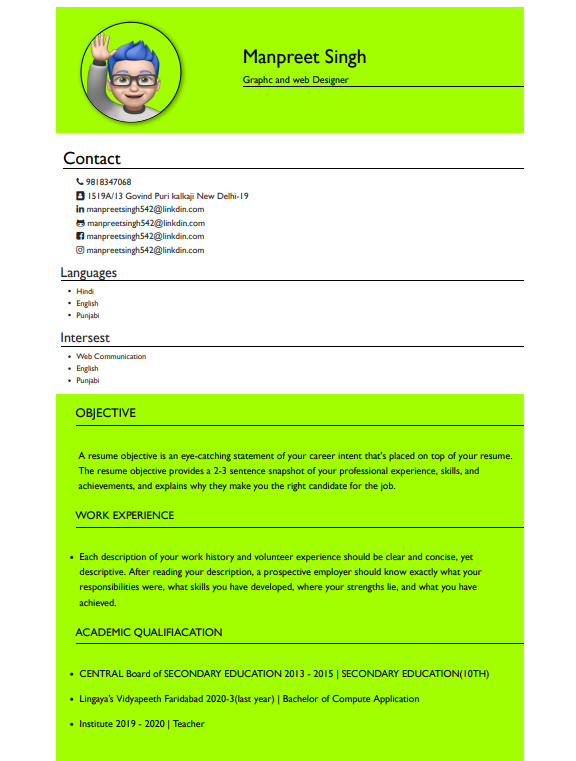 Manpreet Singh
Graphc and web Designer
Contact
9818347068
1519A/13 Govind Puri kalkaji New Delhi-19
manpreetsingh542@linkdin.com
manpreetsingh542@linkdin.com
manpreetsingh542@linkdin.com
manpreetsingh542@linkdin.com
Languages
• Hindi
• English
• Punjabi
Intersest
• Web Communication
• English
• Punjabi
OBJECTIVE
A resume objective is an eye-catching statement of your career intent that's placed on top of your resume.
The resume objective provides a 2-3 sentence snapshot of your professional experience, skills, and
achievements, and explains why they make you the right candidate for the job.
WORK EXPERIENCE
• Each description of your work history and volunteer experience should be clear and concise, yet
descriptive. After reading your description, a prospective employer should know exactly what your
responsibilities were, what skills you have developed, where your strengths lie, and what you have
achieved.
ACADEMIC QUALIFIACATION
• CENTRAL Board of SECONDARY EDUCATION 2013 - 2015 | SECONDARY EDUCATION(10TH)
• Lingaya's Vidyapeeth Faridabad 2020-3(last year) | Bachelor of Compute Application
• Institute 2019 - 2020 | Teacher